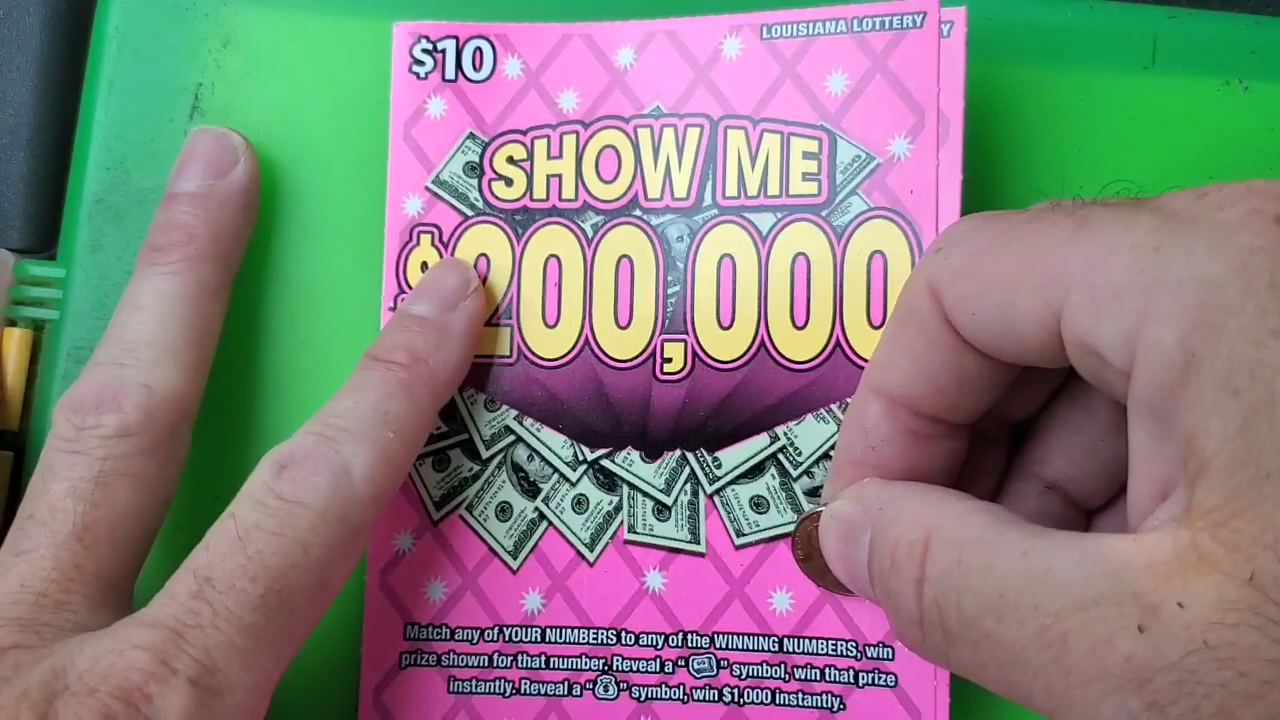 LOUISIANA LOTTERY
Y
$10
SHOW ME
$200,000
Match any of YOUR NUMBERS to any of the WINNING NUMBERS, win
prize shown for that number. Reveal a " " symbol, win that prize
instantly. Reveal a " " symbol, win $1,000 instantly.